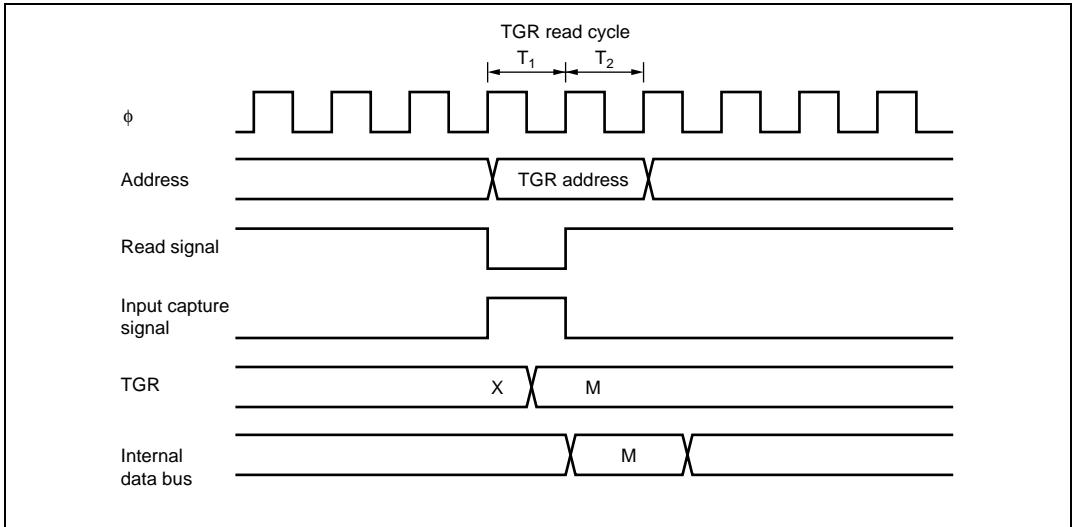 TGR read cycle
T₁ T₂
ϕ
Address TGR address
Read signal
Input capture
signal
TGR X M
Internal M
data bus